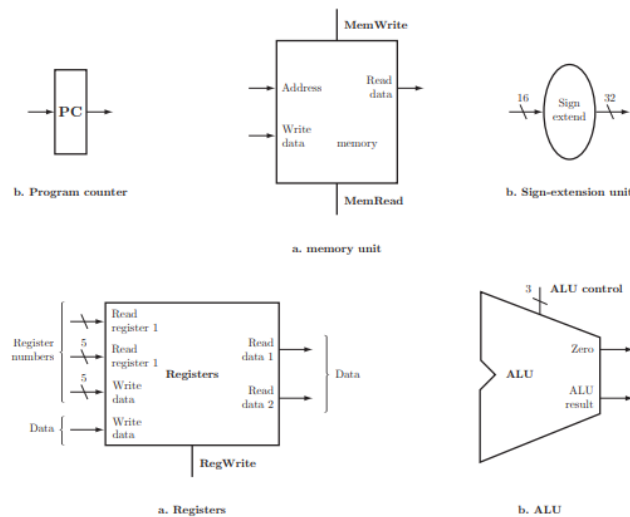 MemWrite
PC
Address
Read
data
Write
data
memory
MemRead
16
32
Sign
extend
b. Program counter
b. Sign-extension unit
a. memory unit
Register
numbers
Read
register 1
5
Read
register 1
5
Write
data
Data
Write
data
Registers
Read
data 1
Read
data 2
Data
RegWrite
3
ALU control
Zero
ALU
ALU
result
a. Registers
b. ALU